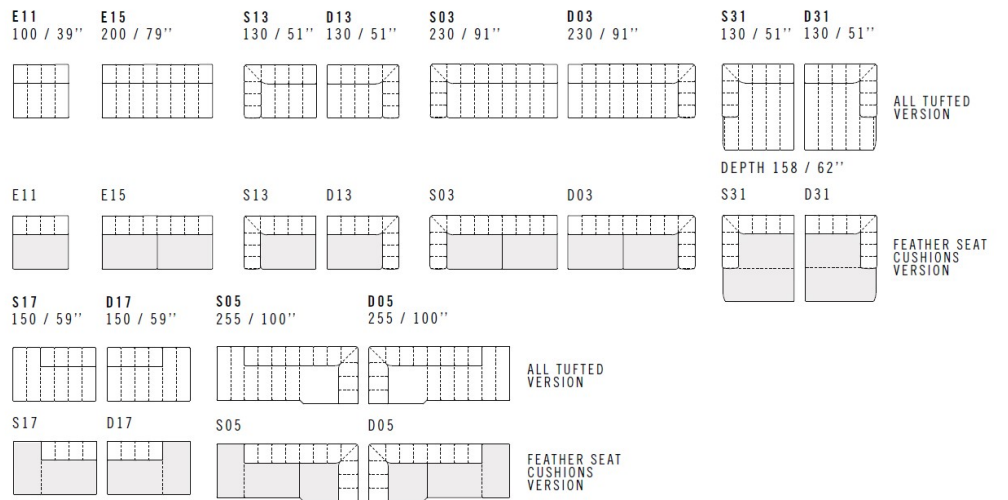 E11 E15 S13 D13 S03 D03 S31 D31
100 / 39'' 200 / 79'' 130 / 51'' 130 / 51'' 230 / 91'' 230 / 91'' 130 / 51'' 130 / 51''
ALL TUFTED
VERSION
DEPTH 158 / 62''
E11 E15 S13 D13 S03 D03 S31 D31
FEATHER SEAT
CUSHIONS
VERSION
S17 D17 S05 D05
150 / 59'' 150 / 59'' 255 / 100'' 255 / 100''
ALL TUFTED
VERSION
S17 D17 S05 D05
FEATHER SEAT
CUSHIONS
VERSION